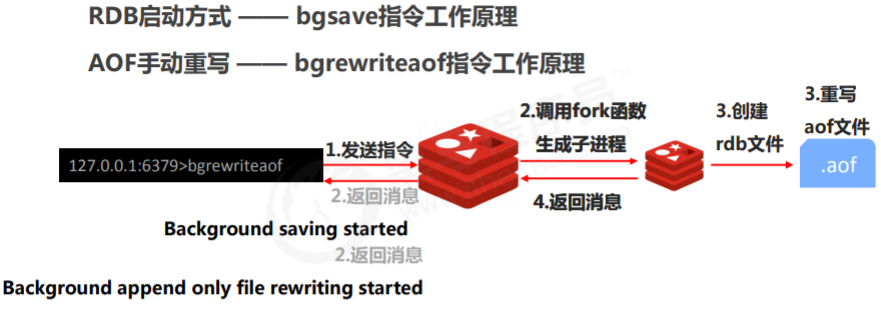 RDB启动方式 —— bgsave指令工作原理
AOF手动重写 —— bgrewriteaof指令工作原理
127.0.0.1:6379>bgrewriteaof
1.发送指令
2.返回消息
Background saving started
2.返回消息
Background append only file rewriting started
2.调用fork函数
生成子进程
4.返回消息
3.创建
rdb文件
3.重写
aof文件
.aof